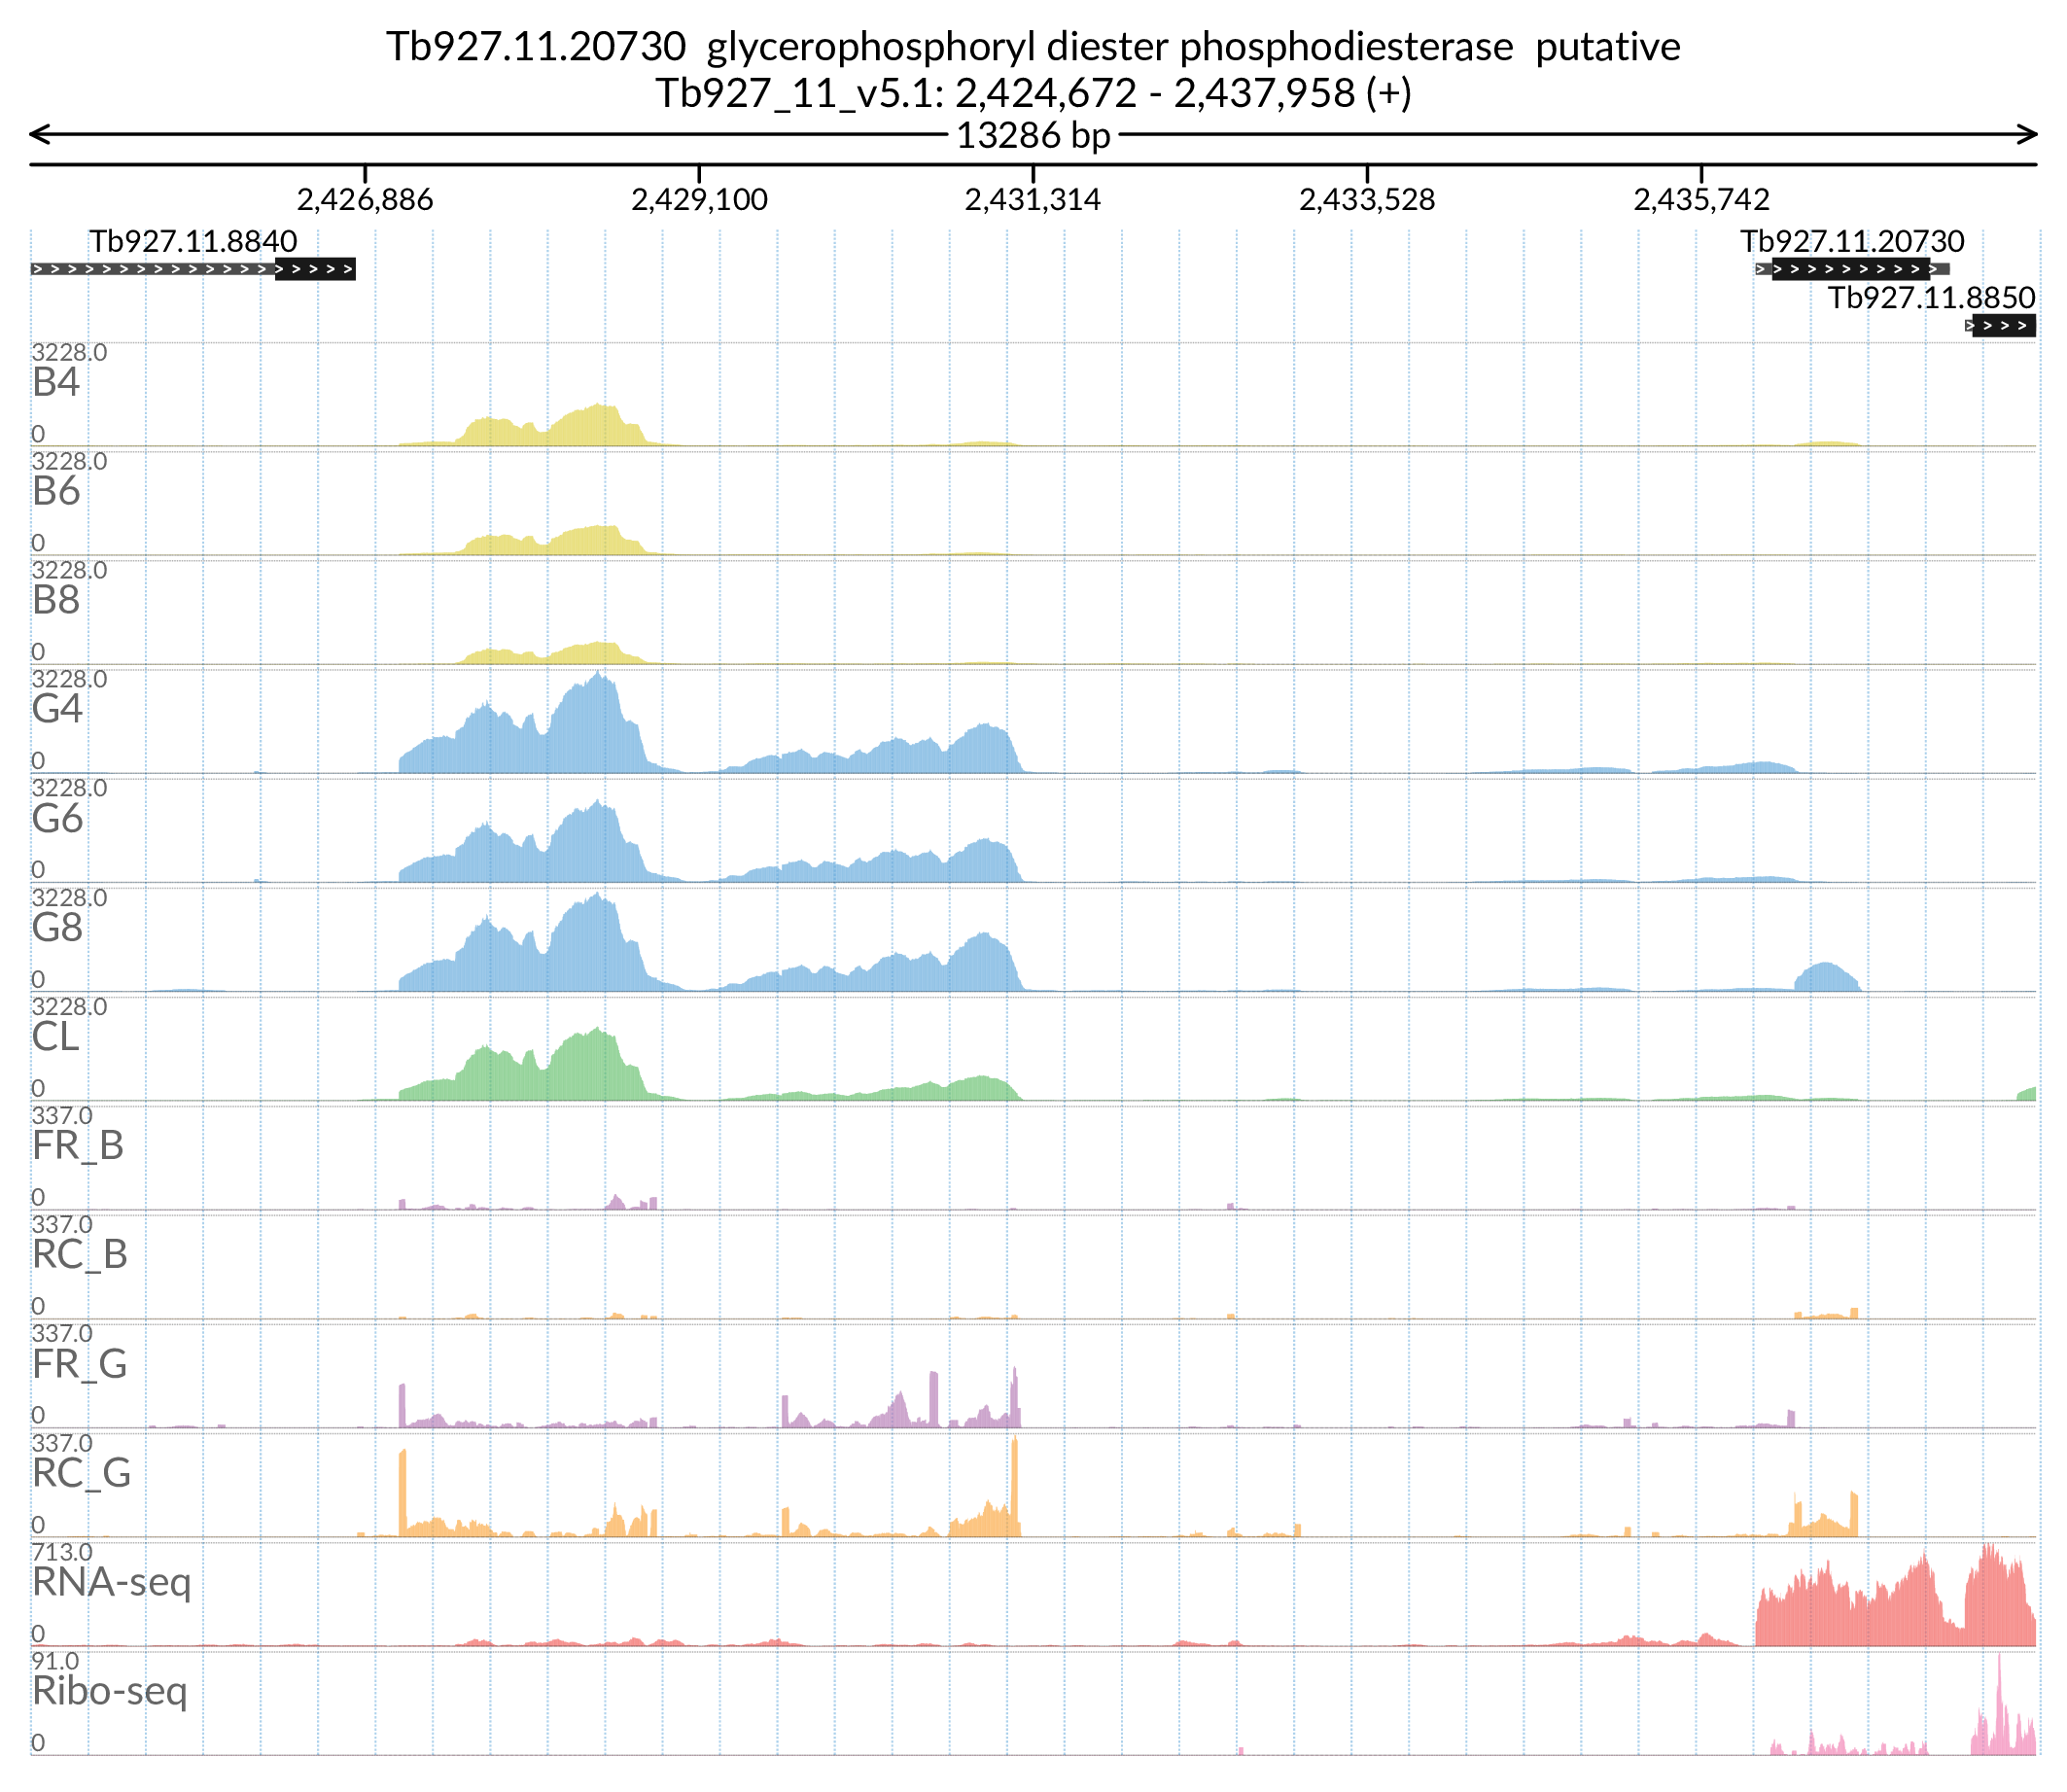 Tb927.11.20730 glycerophosphoryl diester phosphodiesterase putative
Tb927_11_v5.1: 2,424,672 - 2,437,958 (+)
13286 bp
2,426,886 2,429,100 2,431,314 2,433,528 2,435,742
Tb927.11.8840 Tb927.11.20730
Tb927.11.8850
3228.0
B4
0
3228.0
B6
0
3228.0
B8
0
3228.0
G4
0
3228.0
G6
0
3228.0
G8
0
3228.0
CL
0
337.0
FR_B
0
337.0
RC_B
0
337.0
FR_G
0
337.0
RC_G
0
713.0
RNA-seq
0
91.0
Ribo-seq
0